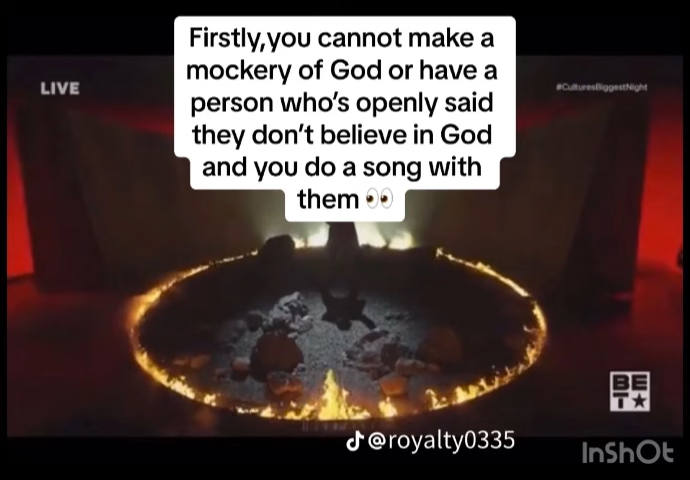 Firstly,you cannot make a
mockery of God or have a
person who's openly said
they don't believe in God
and you do a song with
them 👀
LIVE
#CulturesBiggestNight
BE
T★
@royalty0335
InShOt